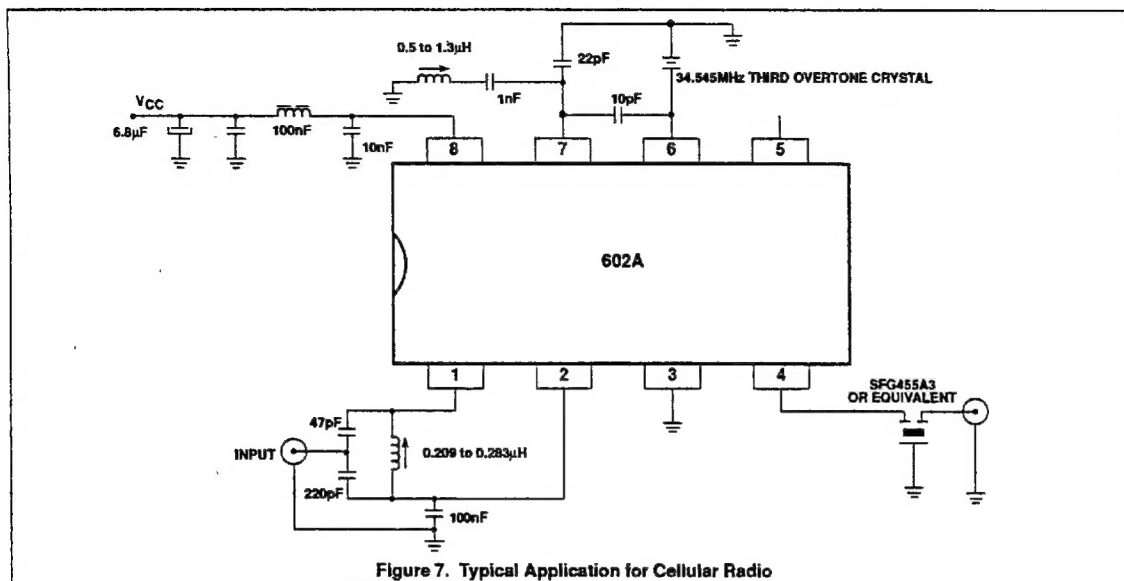 0.5 to 1.3µH
22pF
34.545MHz THIRD OVERTONE CRYSTAL
1nF
10pF
VCC
6.8µF
100nF
10nF
8
7
6
5
602A
1
2
3
4
SFG455A3
OR EQUIVALENT
47pF
INPUT
0.209 to 0.283µH
220pF
100nF
Figure 7. Typical Application for Cellular Radio